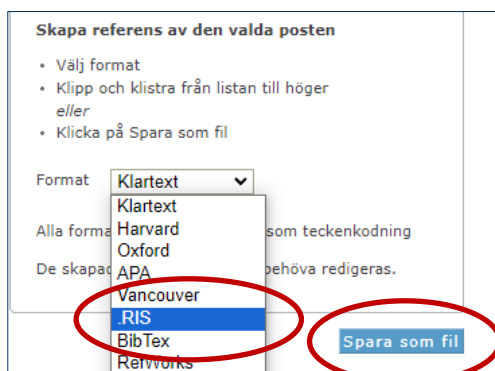 Skapa referens av den valda posten
• Välj format
• Klipp och klistra från listan till höger
eller
• Klicka på Spara som fil
Format Klartext
Klartext
Harvard
Alla forma som teckenkodning
Oxford
De skapad behöva redigeras.
APA
Vancouver
.RIS
BibTex
Spara som fil
RefWorks